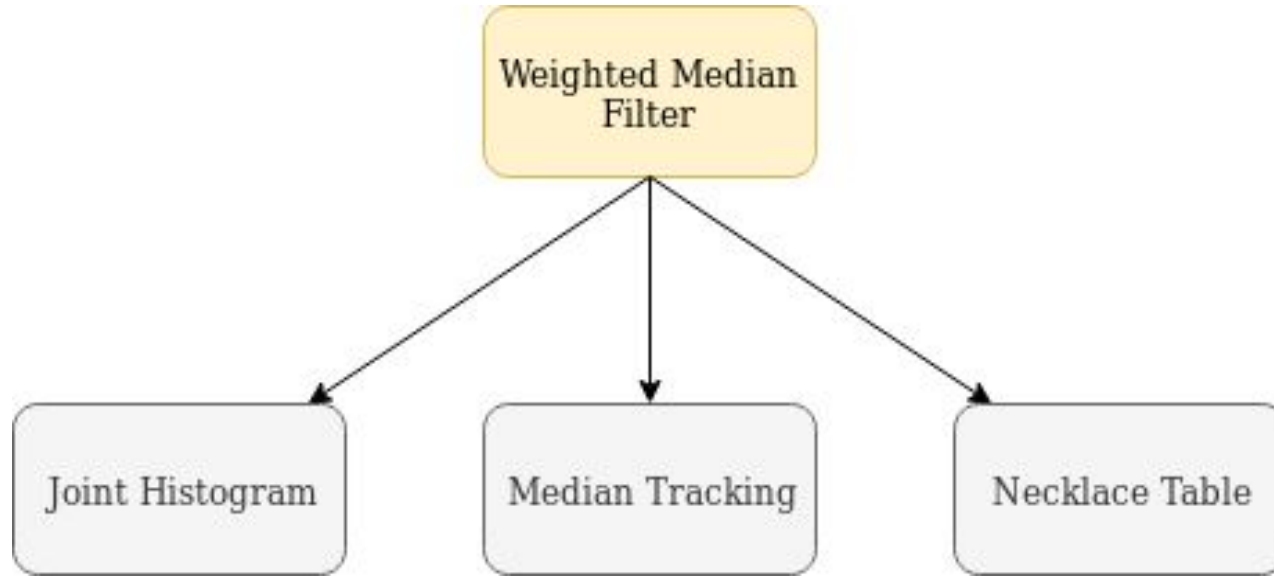 Weighted Median
Filter
Joint Histogram
Median Tracking
Necklace Table